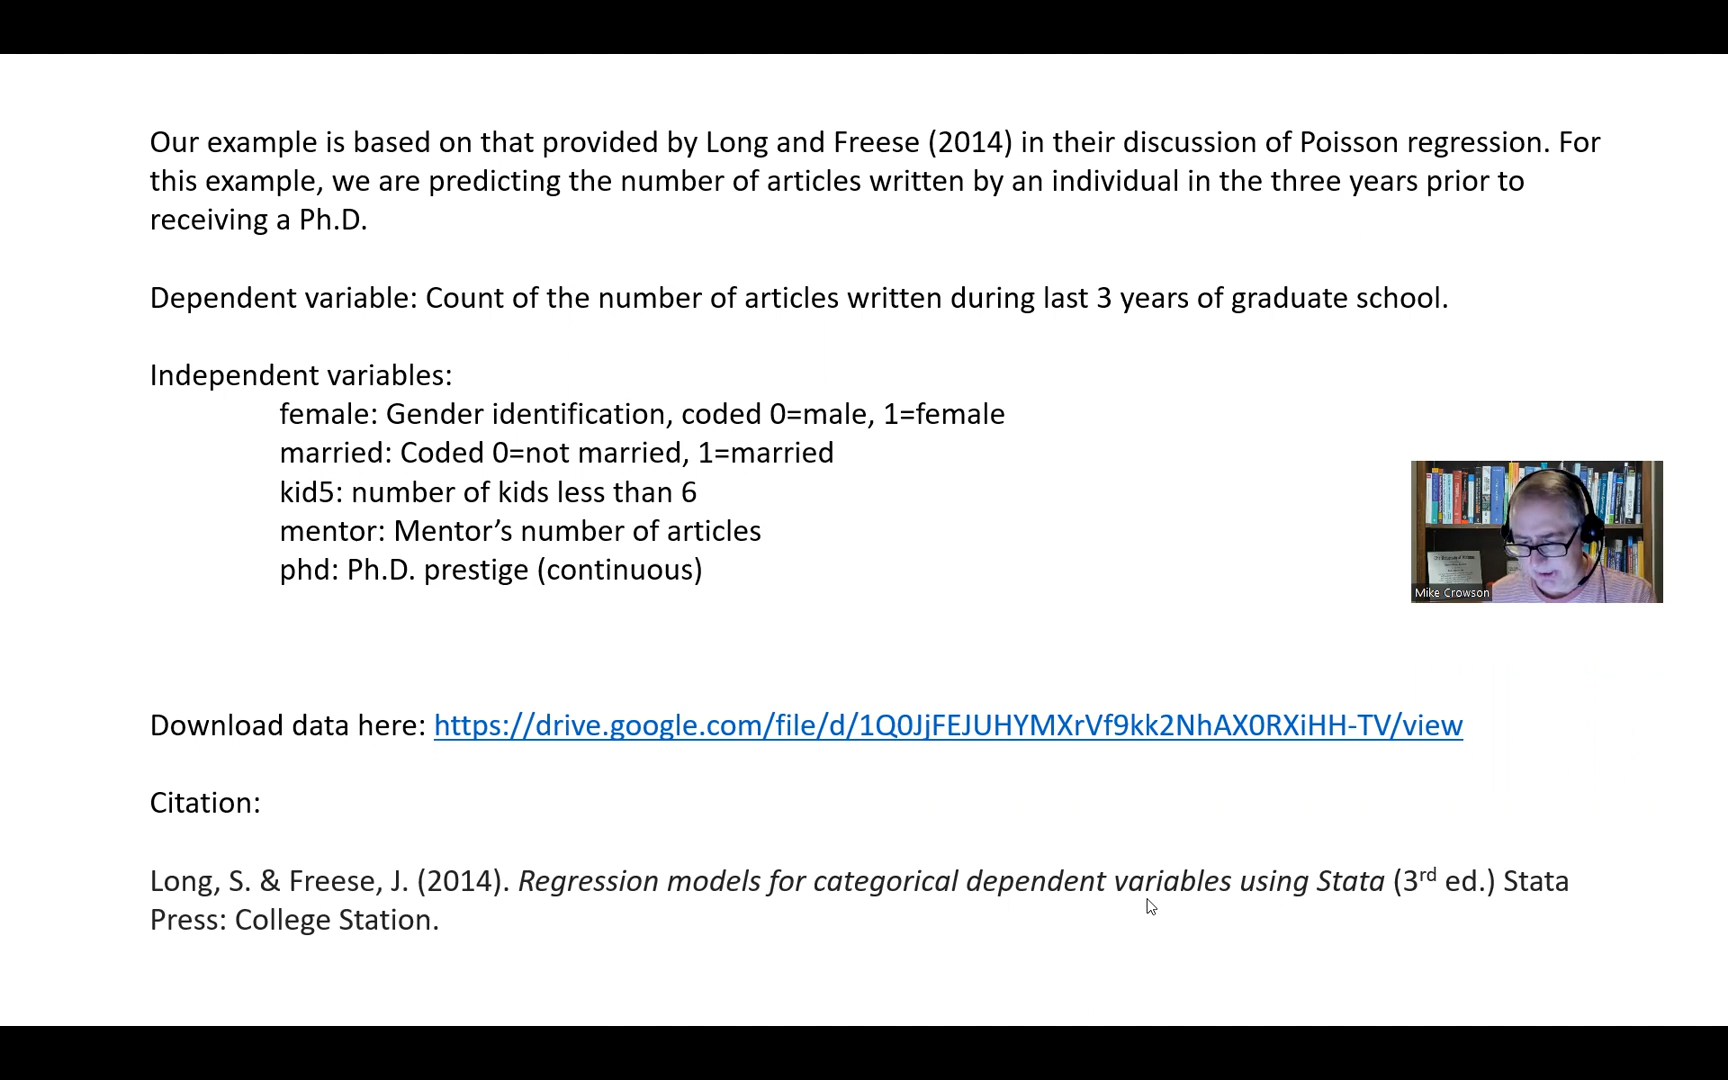 Our example is based on that provided by Long and Freese (2014) in their discussion of Poisson regression. For
this example, we are predicting the number of articles written by an individual in the three years prior to
receiving a Ph.D.
Dependent variable: Count of the number of articles written during last 3 years of graduate school.
Independent variables:
female: Gender identification, coded 0=male, 1=female
married: Coded 0=not married, 1=married
kid5: number of kids less than 6
mentor: Mentor’s number of articles
phd: Ph.D. prestige (continuous)
Mike Crowson
Download data here: https://drive.google.com/file/d/1Q0JjFEJUHYMXrVf9kk2NhAX0RXiHH-TV/view
Citation:
Long, S. & Freese, J. (2014). Regression models for categorical dependent variables using Stata (3rd ed.) Stata
Press: College Station.